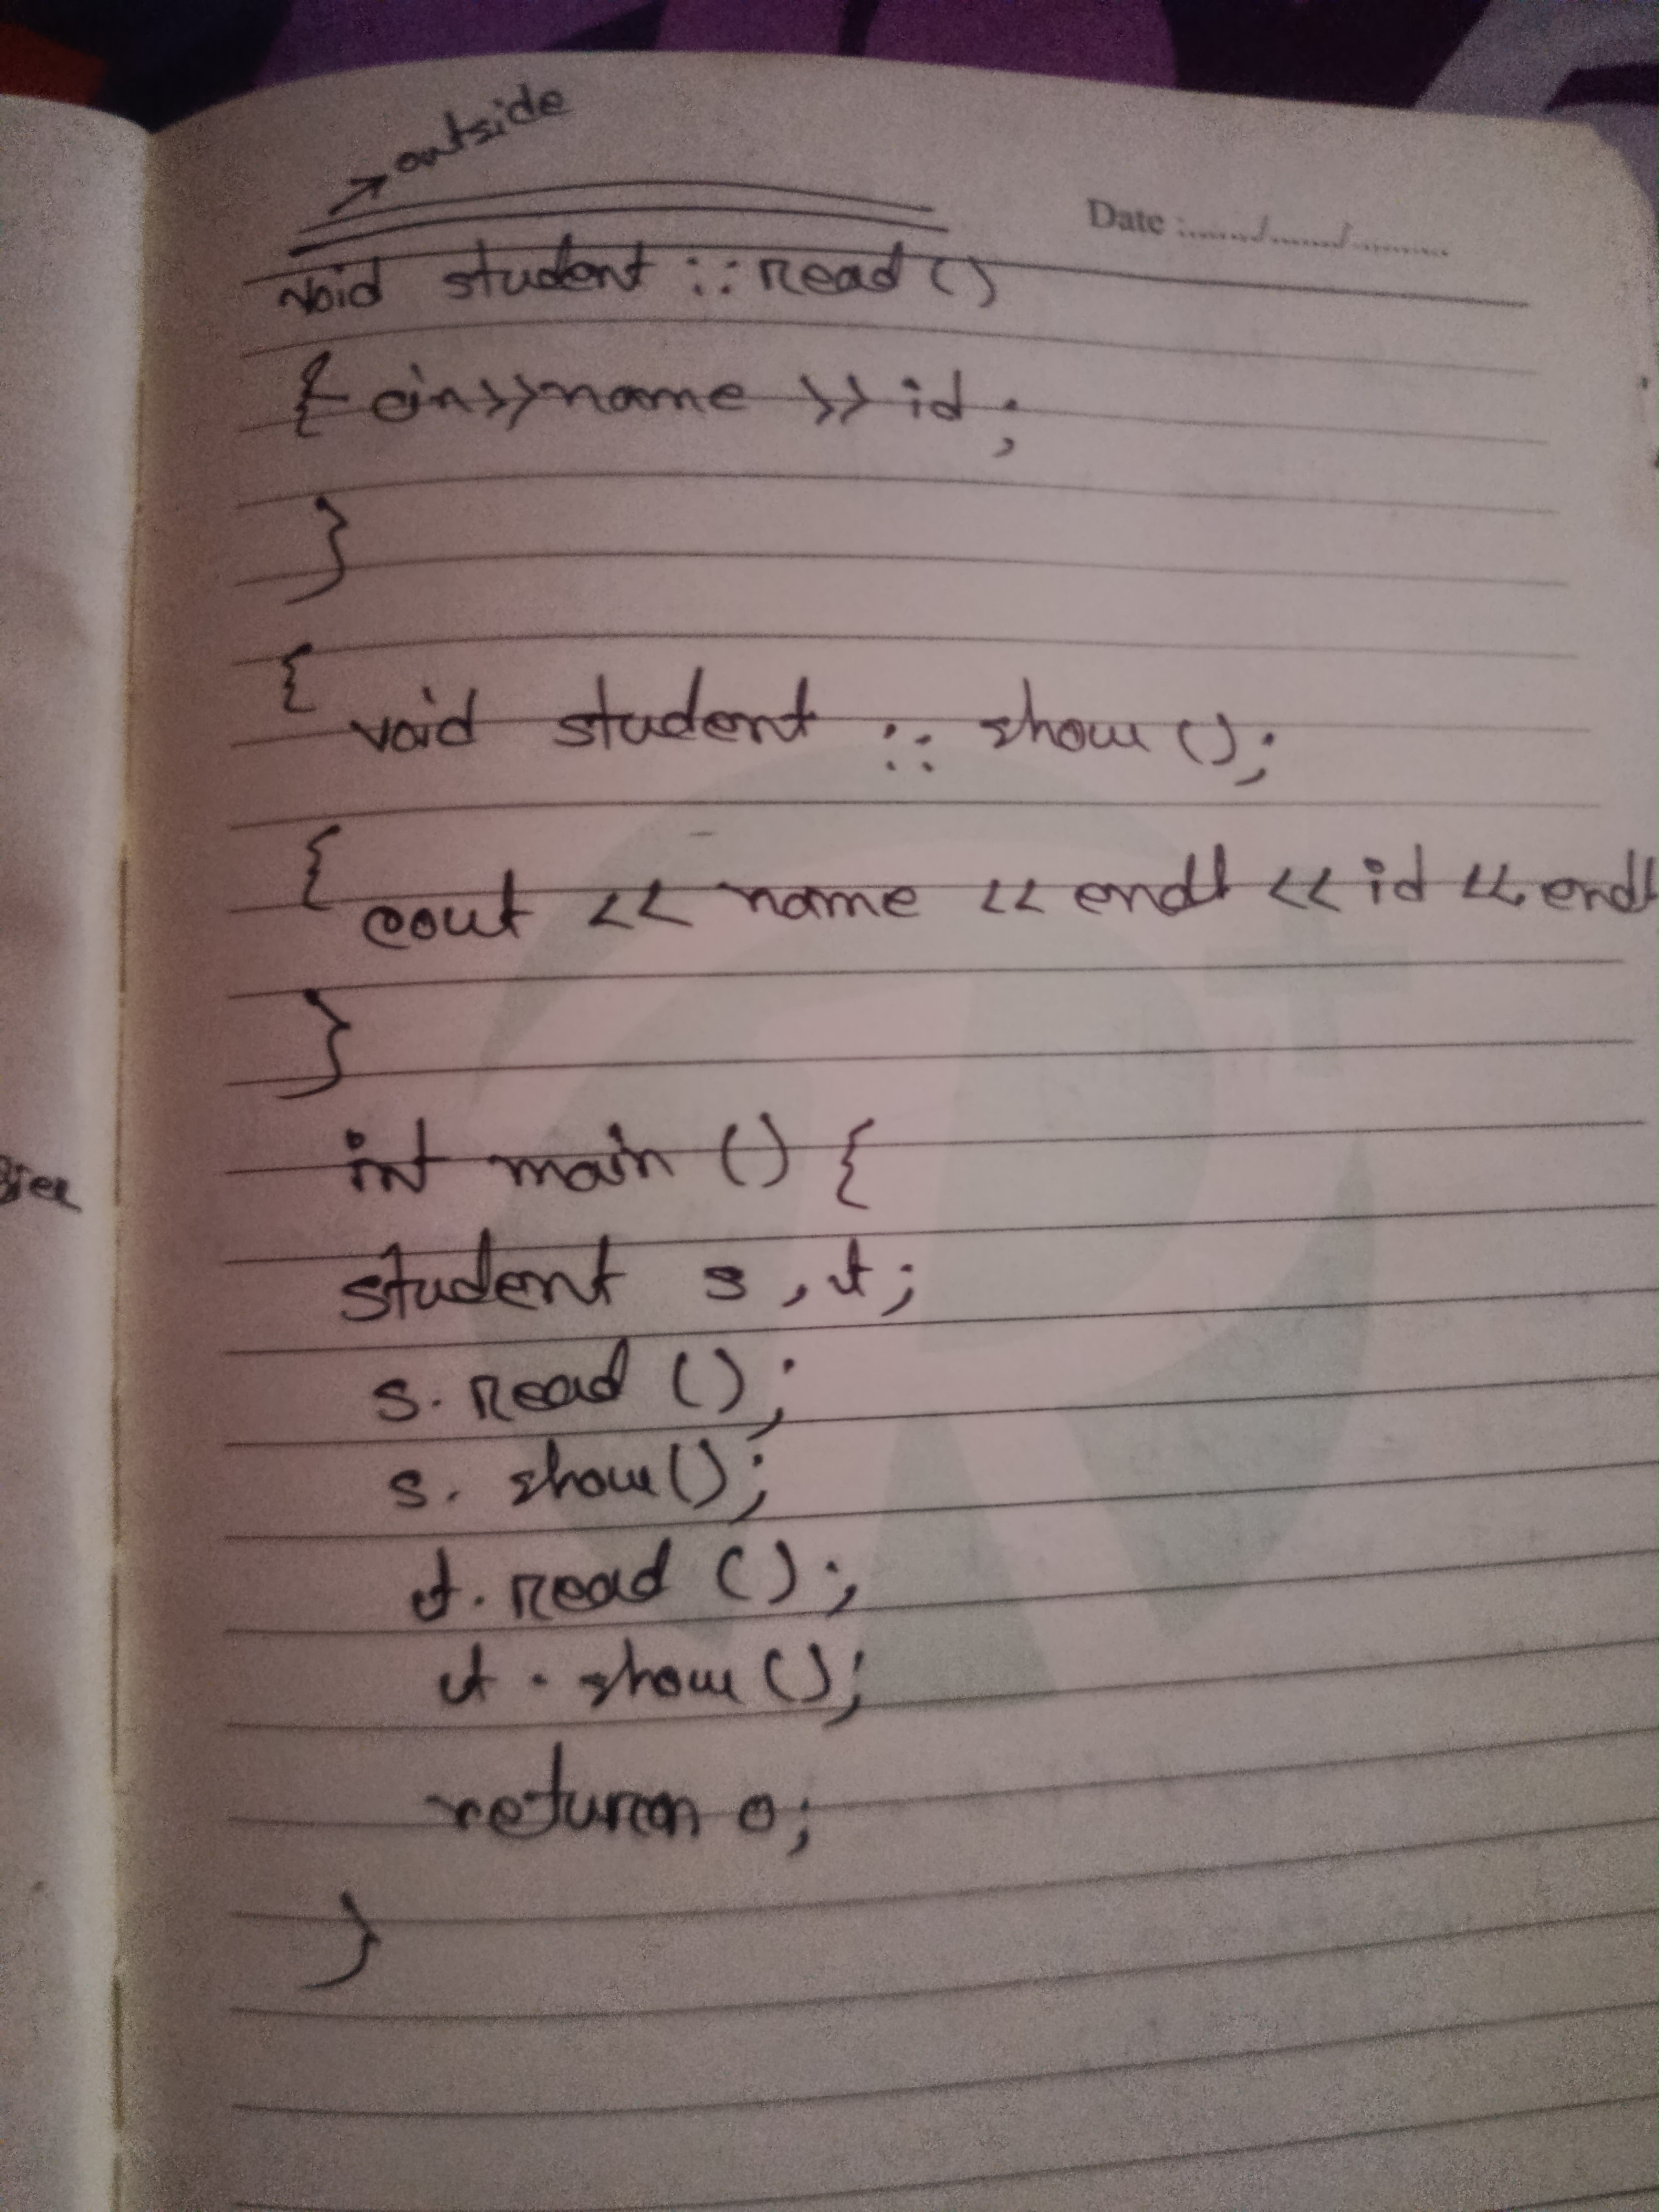 outside
Date :......./......./..........
void student :: read ()
{ cin>>name >> id ;
}
{
void student :: show ();
{ cout << name << endl << id << endl
}
int main () {
student s , t ;
s. read () ;
s. show() ;
t. read () ;
t . show () ;
return 0 ;
}